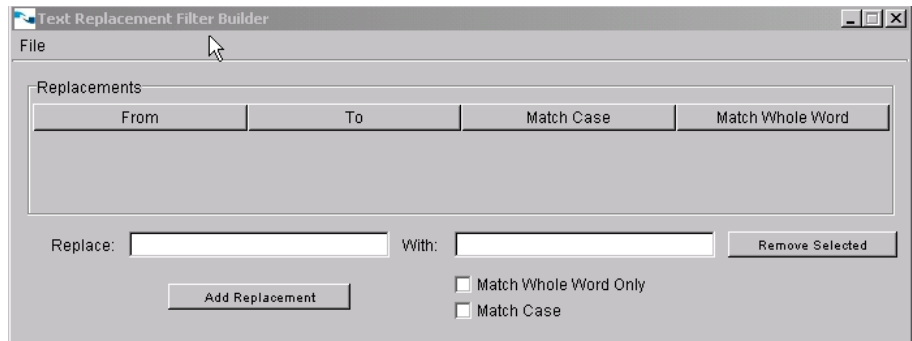 Text Replacement Filter Builder
File
Replacements
From To Match Case Match Whole Word
Replace: With: Remove Selected
Add Replacement
Match Whole Word Only
Match Case